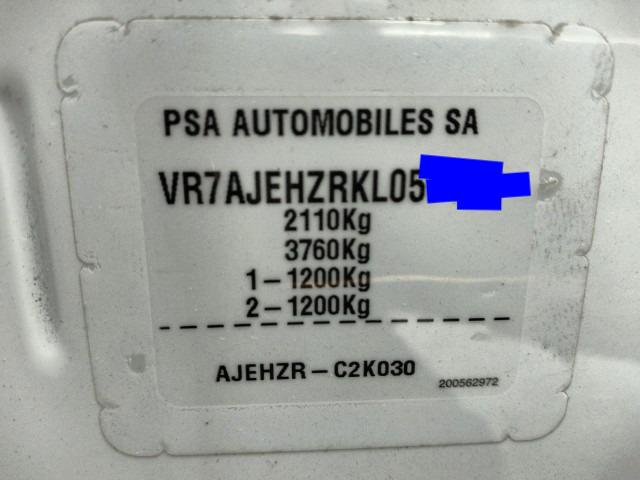 PSA AUTOMOBILES SA
VR7AJEHZRKL05
2110Kg
3760Kg
1-1200Kg
2-1200Kg
AJEHZR-C2K030
200562972